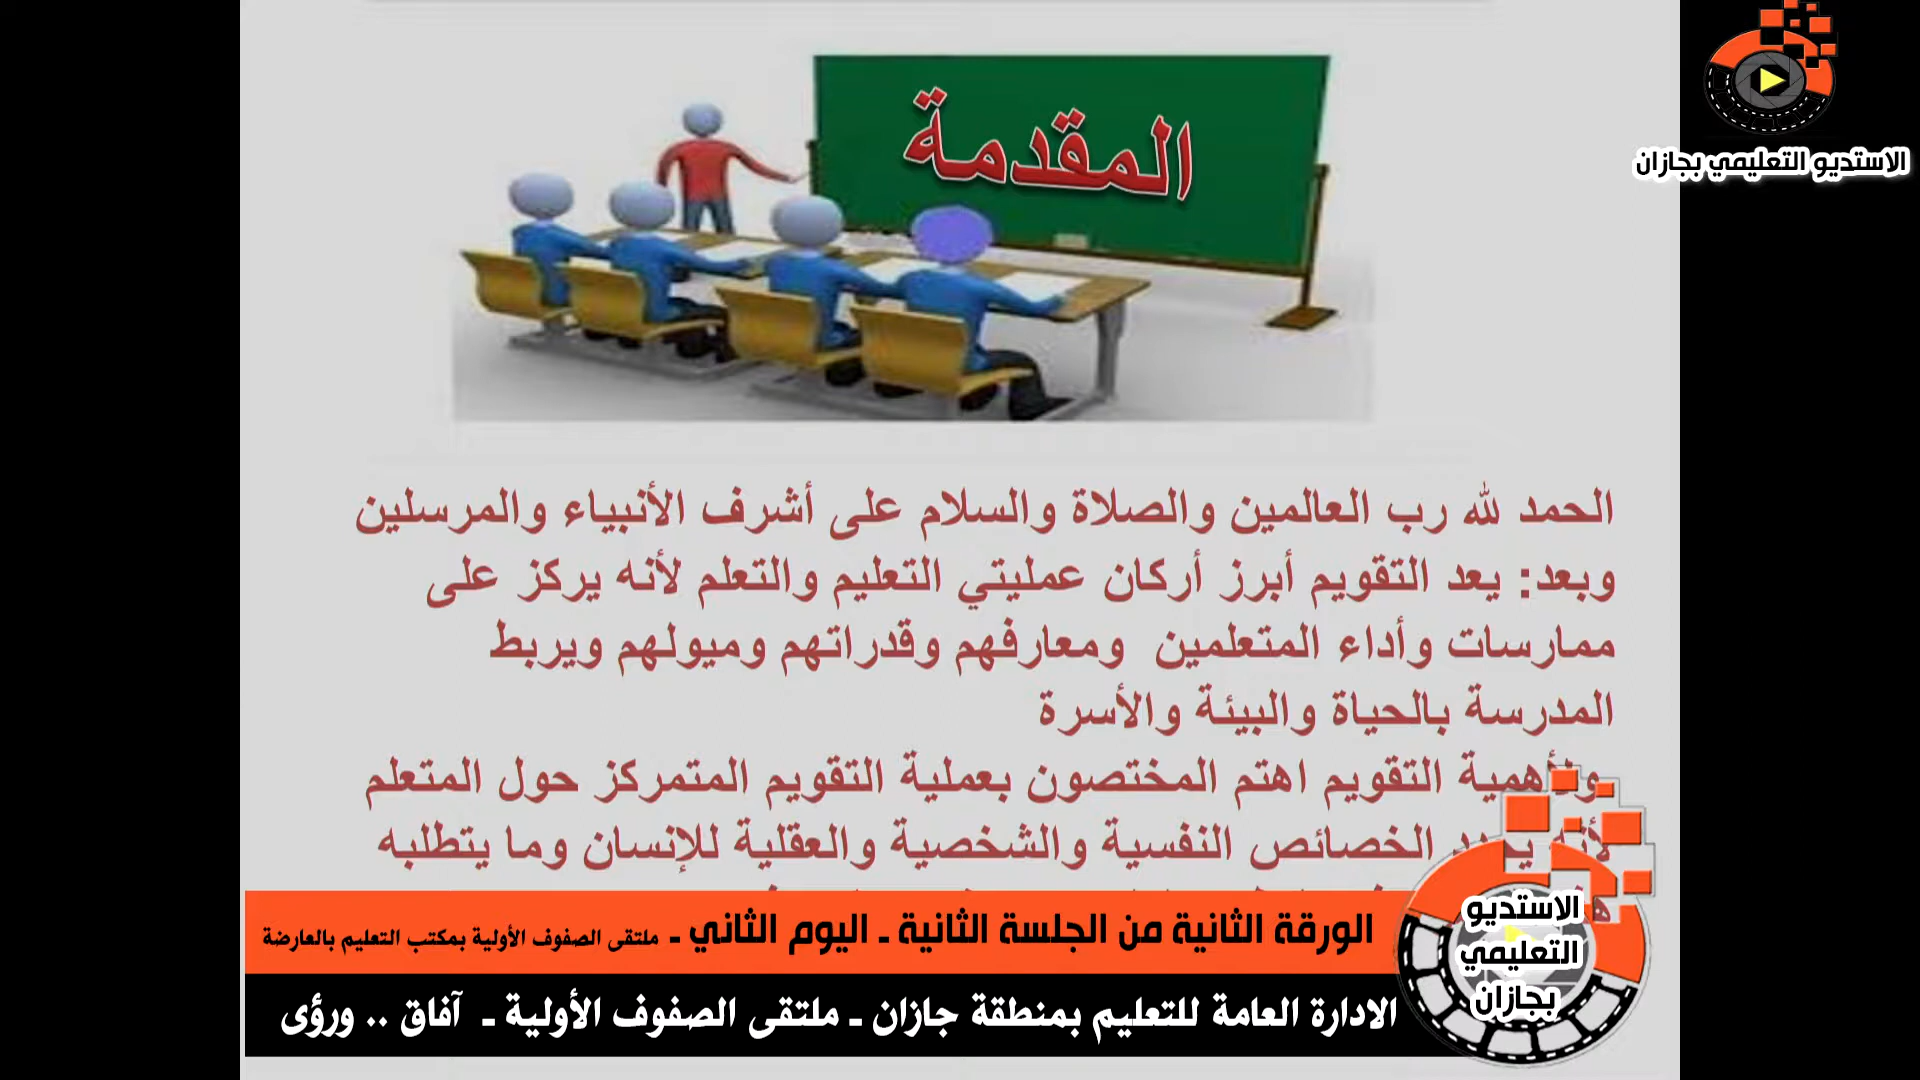 الاستديو التعليمي بجازان
المقدمة
الحمد لله رب العالمين والصلاة والسلام على أشرف الأنبياء والمرسلين
وبعد: يعد التقويم أبرز أركان عمليتي التعليم والتعلم لأنه يركز على
ممارسات وأداء المتعلمين ومعارفهم وقدراتهم وميولهم ويربط
المدرسة بالحياة والبيئة والأسرة
ولأهمية التقويم اهتم المختصون بعملية التقويم المتمركز حول المتعلم
الخصائص النفسية والشخصية والعقلية للإنسان وما يتطلبه
الورقة الثانية من الجلسة الثانية - اليوم الثاني - ملتقى الصفوف الأولية بمكتب التعليم بالعارضة
الادارة العامة للتعليم بمنطقة جازان - ملتقى الصفوف الأولية - آفاق .. ورؤى
الاستديو
التعليمي
بجازان